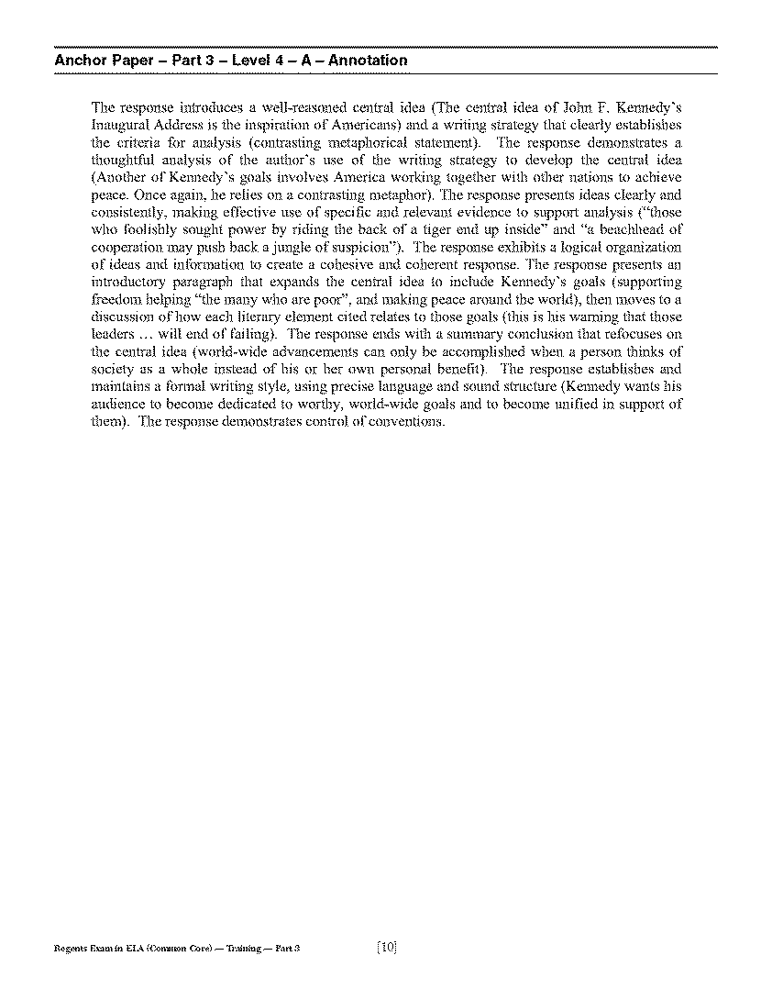 Anchor Paper – Part 3 – Level 4 – A – Annotation
The response introduces a well-reasoned central idea (The central idea of John F. Kennedy's
Inaugural Address is the inspiration of Americans) and a writing strategy that clearly establishes
the criteria for analysis (contrasting metaphorical statement).  The response demonstrates a
thoughtful analysis of the author's use of the writing strategy to develop the central idea
(Another of Kennedy's goals involves America working together with other nations to achieve
peace. Once again, he relies on a contrasting metaphor). The response presents ideas clearly and
consistently, making effective use of specific and relevant evidence to support analysis (“those
who foolishly sought power by riding the back of a tiger end up inside” and “a beachhead of
cooperation may push back a jungle of suspicion”).  The response exhibits a logical organization
of ideas and information to create a cohesive and coherent response. The response presents an
introductory paragraph that expands the central idea to include Kennedy's goals (supporting
freedom helping “the many who are poor”, and making peace around the world), then moves to a
discussion of how each literary element cited relates to those goals (this is his warning that those
leaders … will end of failing).  The response ends with a summary conclusion that refocuses on
the central idea (world-wide advancements can only be accomplished when a person thinks of
society as a whole instead of his or her own personal benefit).  The response establishes and
maintains a formal writing style, using precise language and sound structure (Kennedy wants his
audience to become dedicated to worthy, world-wide goals and to become unified in support of
them).  The response demonstrates control of conventions.
Regents Exam in ELA (Common Core) — Training — Part 3 [10]